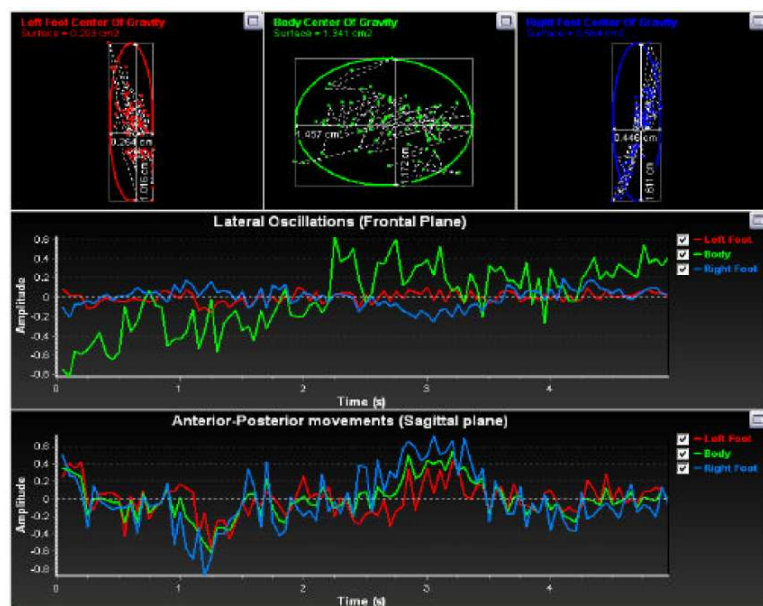 Left Foot Center Of Gravity
Surface = 0.293 cm2
0.264 cm
1.016 cm
Body Center Of Gravity
Surface = 1.341 cm2
1.457 cm
1.172 cm
Right Foot Center Of Gravity
0.446 cm
1.611 cm
Lateral Oscillations (Frontal Plane)
Amplitude
0.6
0.4
0.2
0
-0.2
-0.4
-0.6
-0.8
0
1
2
3
4
Time (s)
Left Foot
Body
Right Foot
Anterior-Posterior movements (Sagittal plane)
Amplitude
0.6
0.4
0.2
0
-0.2
-0.4
-0.6
-0.8
0
1
2
3
4
Time (s)
Left Foot
Body
Right Foot